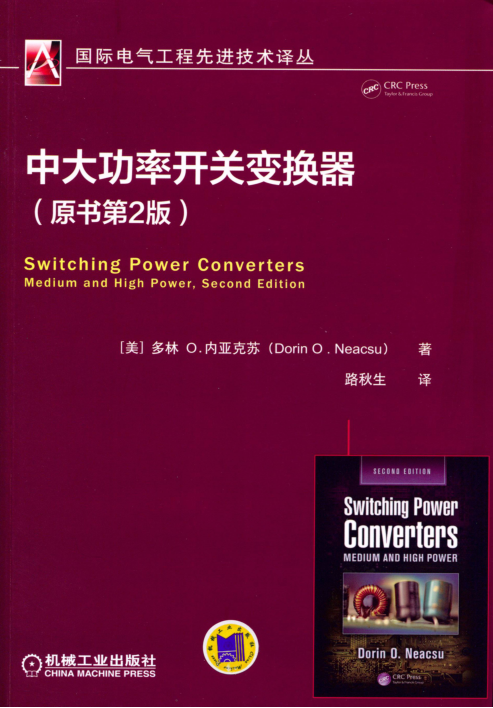 国际电气工程先进技术译丛
CRC
CRC Press
Taylor & Francis Group
中大功率开关变换器
（原书第2版）
Switching Power Converters
Medium and High Power, Second Edition
［美］多林 O.内亚克苏（Dorin O . Neacsu） 著
路秋生 译
SECOND EDITION
Switching Power
Converters
MEDIUM AND HIGH POWER
Dorin O. Neacsu
CRC Press
机械工业出版社
CHINA MACHINE PRESS